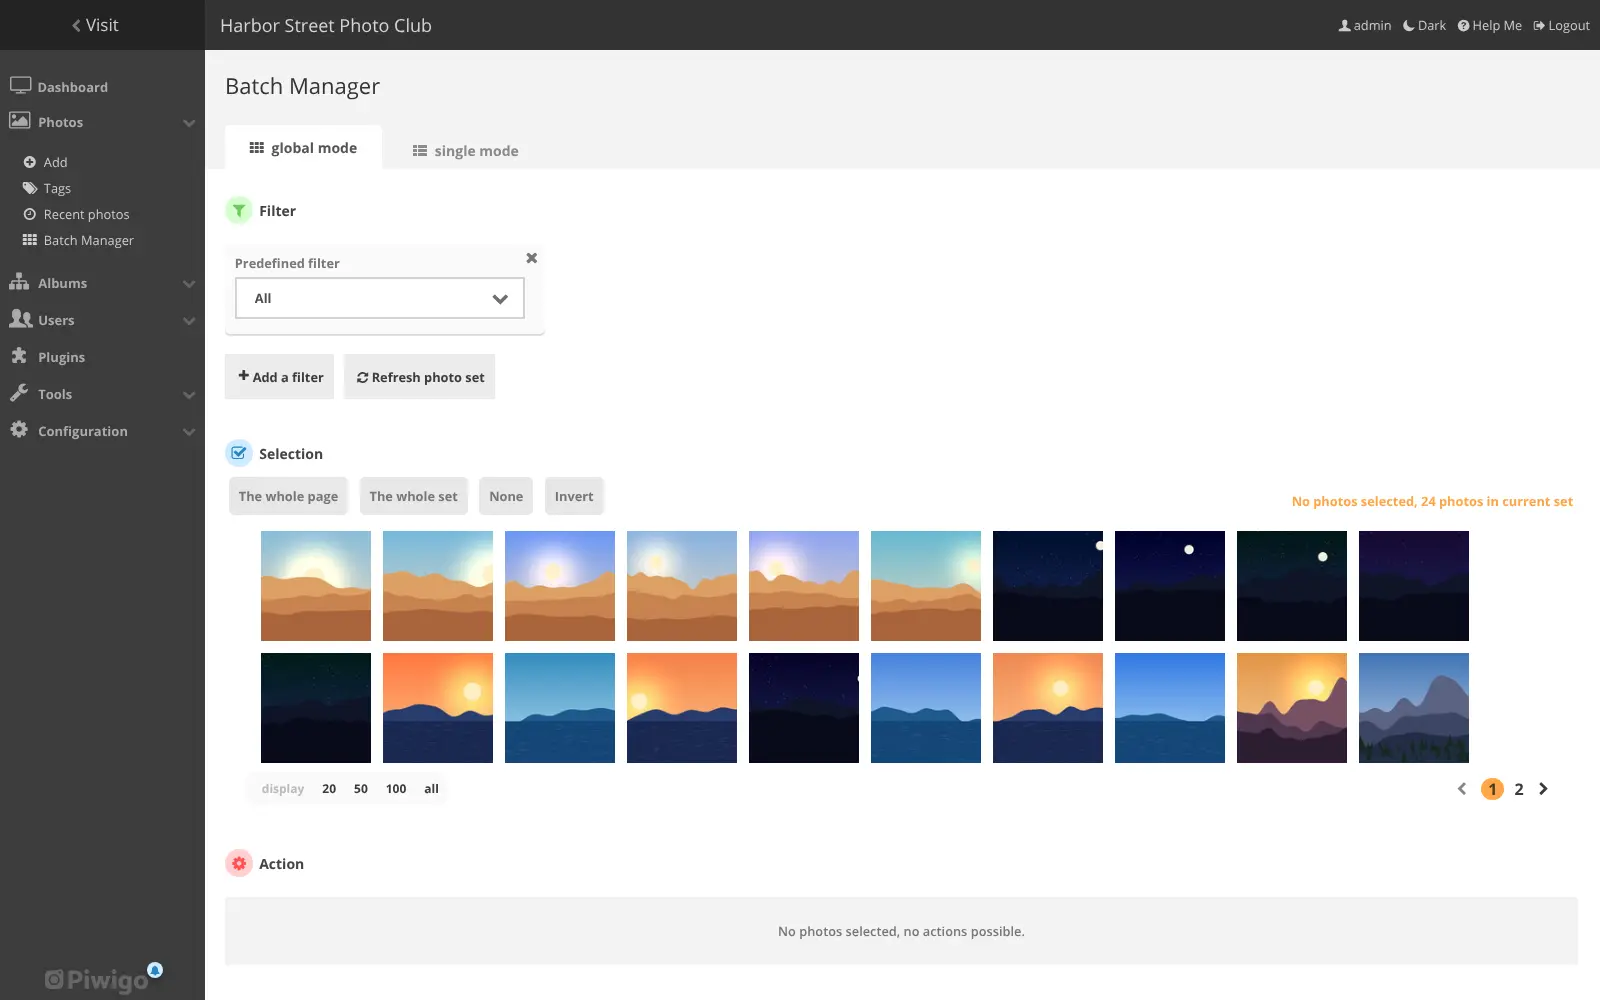 Visit
Harbor Street Photo Club
admin
Dark
Help Me
Logout
Dashboard
Photos
Add
Tags
Recent photos
Batch Manager
Albums
Users
Plugins
Tools
Configuration
Piwigo
Batch Manager
global mode
single mode
Filter
Predefined filter
All
Add a filter
Refresh photo set
Selection
The whole page
The whole set
None
Invert
No photos selected, 24 photos in current set
display 20 50 100 all
1 2
Action
No photos selected, no actions possible.